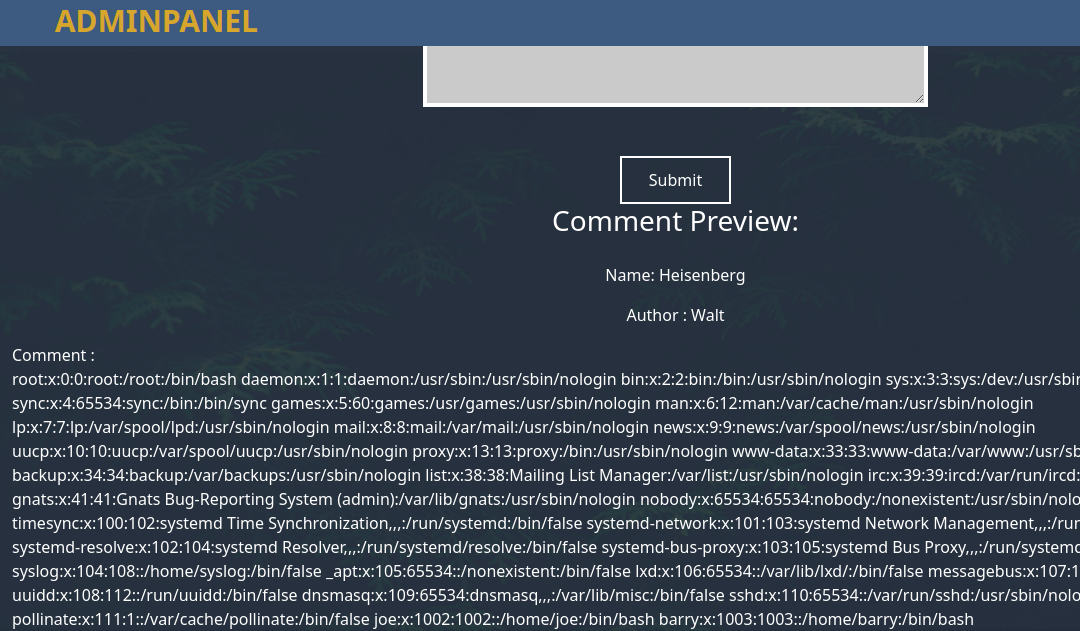 ADMINPANEL
Submit
Comment Preview:
Name: Heisenberg
Author : Walt
Comment :
root:x:0:0:root:/root:/bin/bash daemon:x:1:1:daemon:/usr/sbin:/usr/sbin/nologin bin:x:2:2:bin:/bin:/usr/sbin/nologin sys:x:3:3:sys:/dev:/usr/sbin
sync:x:4:65534:sync:/bin:/bin/sync games:x:5:60:games:/usr/games:/usr/sbin/nologin man:x:6:12:man:/var/cache/man:/usr/sbin/nologin
lp:x:7:7:lp:/var/spool/lpd:/usr/sbin/nologin mail:x:8:8:mail:/var/mail:/usr/sbin/nologin news:x:9:9:news:/var/spool/news:/usr/sbin/nologin
uucp:x:10:10:uucp:/var/spool/uucp:/usr/sbin/nologin proxy:x:13:13:proxy:/bin:/usr/sbin/nologin www-data:x:33:33:www-data:/var/www:/usr/sb
backup:x:34:34:backup:/var/backups:/usr/sbin/nologin list:x:38:38:Mailing List Manager:/var/list:/usr/sbin/nologin irc:x:39:39:ircd:/var/run/ircd:
gnats:x:41:41:Gnats Bug-Reporting System (admin):/var/lib/gnats:/usr/sbin/nologin nobody:x:65534:65534:nobody:/nonexistent:/usr/sbin/nolo
timesync:x:100:102:systemd Time Synchronization,,,:/run/systemd:/bin/false systemd-network:x:101:103:systemd Network Management,,,:/run
systemd-resolve:x:102:104:systemd Resolver,,,:/run/systemd/resolve:/bin/false systemd-bus-proxy:x:103:105:systemd Bus Proxy,,,:/run/systemd
syslog:x:104:108::/home/syslog:/bin/false _apt:x:105:65534::/nonexistent:/bin/false lxd:x:106:65534::/var/lib/lxd/:/bin/false messagebus:x:107:1
uuidd:x:108:112::/run/uuidd:/bin/false dnsmasq:x:109:65534:dnsmasq,,,:/var/lib/misc:/bin/false sshd:x:110:65534::/var/run/sshd:/usr/sbin/nolo
pollinate:x:111:1::/var/cache/pollinate:/bin/false joe:x:1002:1002::/home/joe:/bin/bash barry:x:1003:1003::/home/barry:/bin/bash